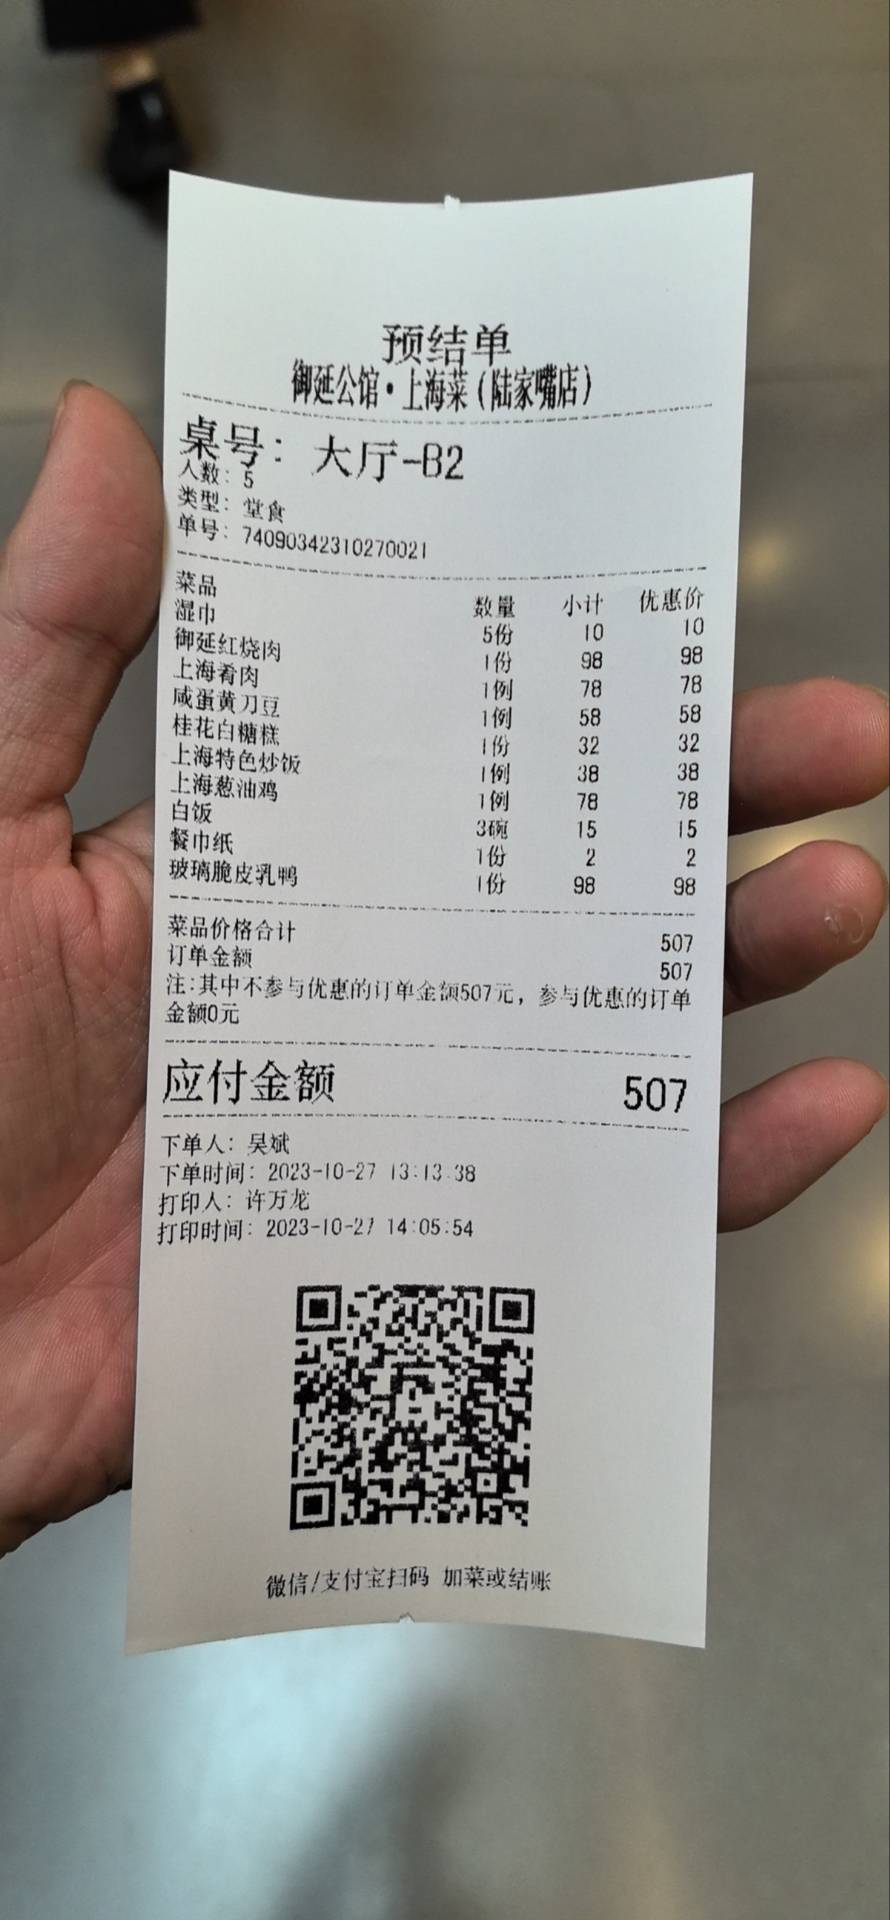 预结单
御延公馆·上海菜(陆家嘴店)
桌号: 大厅-B2
人数: 5
类型: 堂食
单号: 74090342310270021
菜品 数量 小计 优惠价
湿巾 5份 10 10
御延红烧肉 1份 98 98
上海肴肉 1例 78 78
咸蛋黄刀豆 1例 58 58
桂花白糖糕 1份 32 32
上海特色炒饭 1例 38 38
上海葱油鸡 1例 78 78
白饭 3碗 15 15
餐巾纸 1份 2 2
玻璃脆皮乳鸭 1份 98 98
菜品价格合计 507
订单金额 507
注:其中不参与优惠的订单金额507元, 参与优惠的订单
金额0元
应付金额 507
下单人: 吴斌
下单时间: 2023-10-27 13:13:38
打印人: 许万龙
打印时间: 2023-10-27 14:05:54
微信/支付宝扫码 加菜或结账